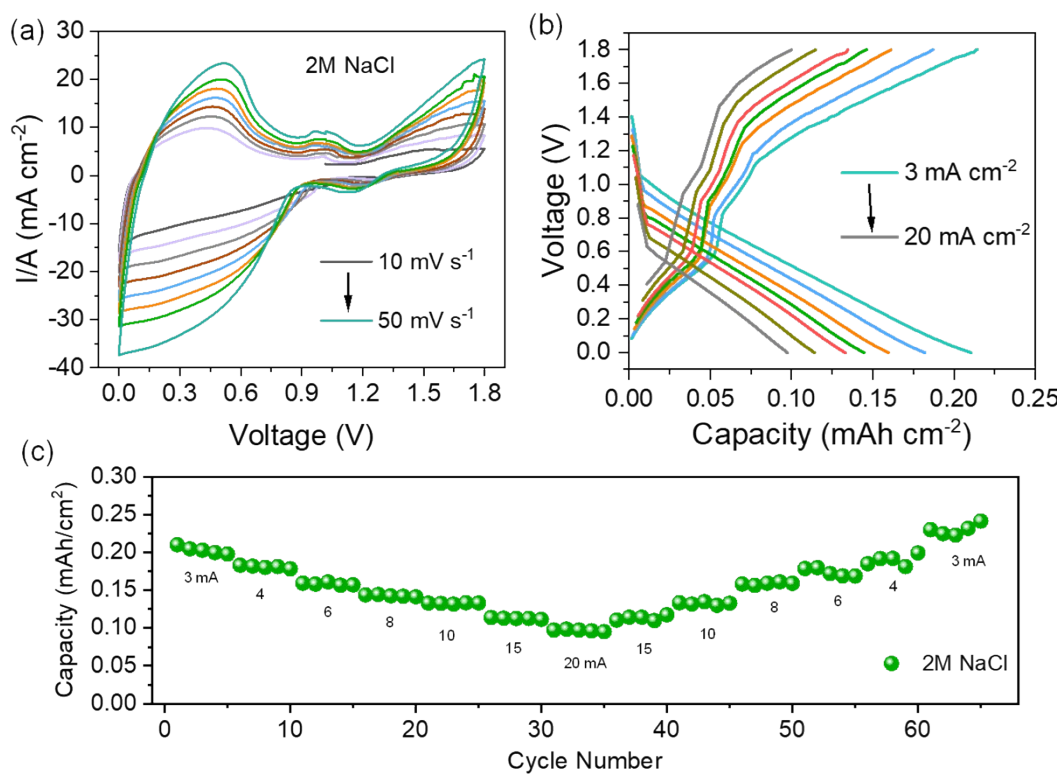 (a)
30
20
10
0
-10
-20
-30
-40
I/A (mA cm-2)
2M NaCl
10 mV s-1
50 mV s-1
0.0 0.3 0.6 0.9 1.2 1.5 1.8
Voltage (V)
(b)
1.8
1.6
1.4
1.2
1.0
0.8
0.6
0.4
0.2
0.0
Voltage (V)
3 mA cm-2
20 mA cm-2
0.00 0.05 0.10 0.15 0.20 0.25
Capacity (mAh cm-2)
(c)
0.30
0.25
0.20
0.15
0.10
0.05
0.00
Capacity (mAh/cm2)
3 mA
4
6
8
10
15
20 mA
15
10
8
6
4
3 mA
2M NaCl
0 10 20 30 40 50 60
Cycle Number